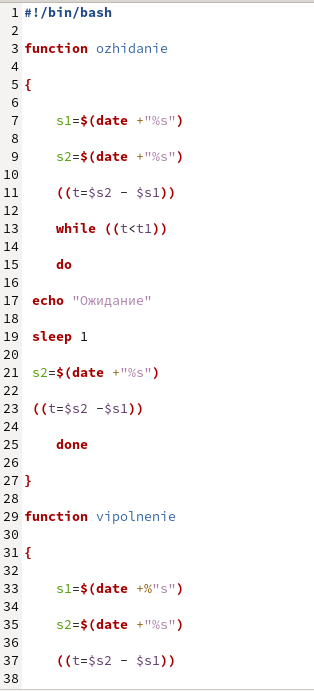 1 #!/bin/bash
2
3 function ozhidanie
4
5 {
6
7     s1=$(date +"%s")
8
9     s2=$(date +"%s")
10
11     ((t=$s2 - $s1))
12
13     while ((t<t1))
14
15     do
16
17  echo "Ожидание"
18
19  sleep 1
20
21  s2=$(date +"%s")
22
23  ((t=$s2 -$s1))
24
25     done
26
27 }
28
29 function vipolnenie
30
31 {
32
33     s1=$(date +%"s")
34
35     s2=$(date +"%s")
36
37     ((t=$s2 - $s1))
38